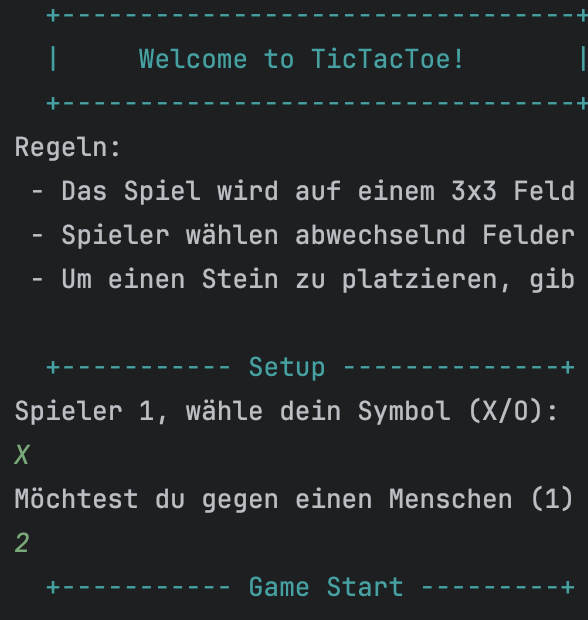 +---------------------------------+
|     Welcome to TicTacToe!       |
+---------------------------------+
Regeln:
 - Das Spiel wird auf einem 3x3 Feld
 - Spieler wählen abwechselnd Felder
 - Um einen Stein zu platzieren, gib
+----------- Setup --------------+
Spieler 1, wähle dein Symbol (X/O):
X
Möchtest du gegen einen Menschen (1)
2
+----------- Game Start ---------+